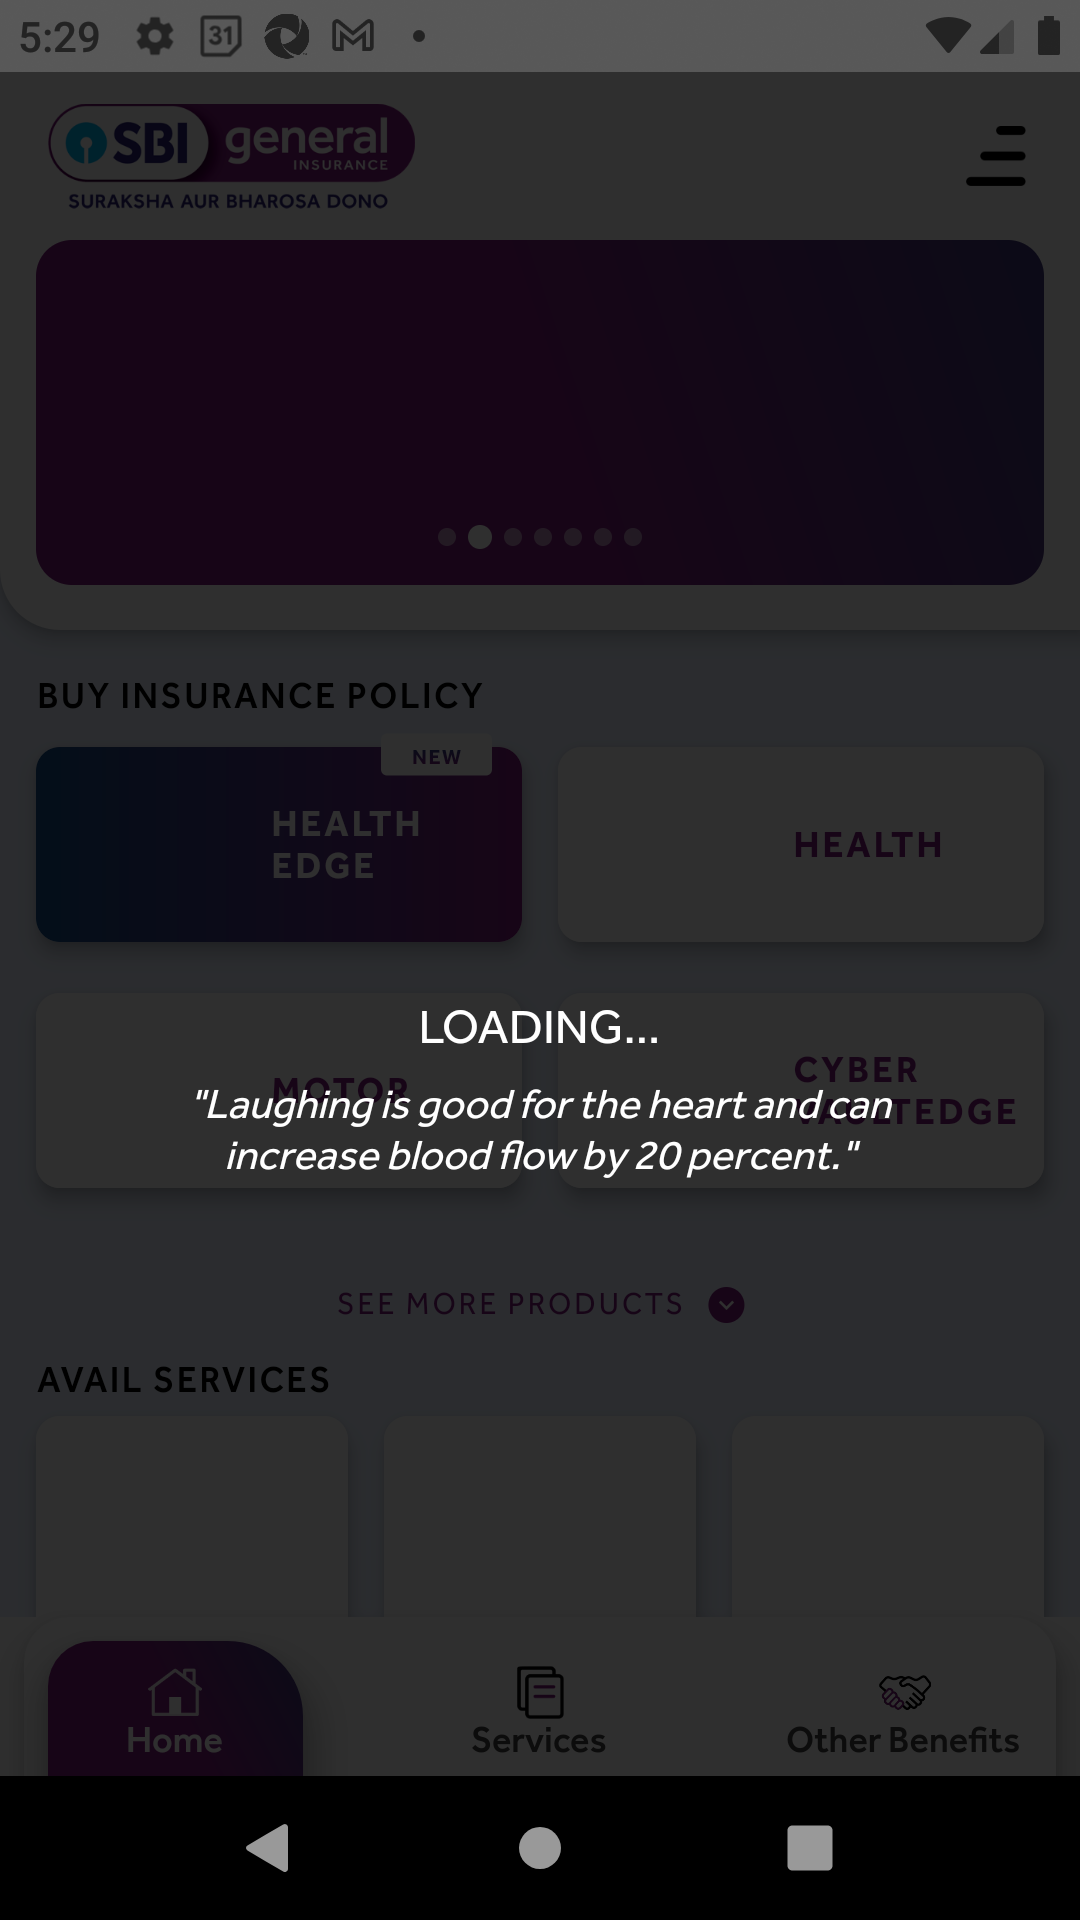 5:29
31
SBI general
INSURANCE
SURAKSHA AUR BHAROSA DONO
BUY INSURANCE POLICY
NEW
HEALTH
EDGE
HEALTH
LOADING...
MOTOR
CYBER
VAULTEDGE
"Laughing is good for the heart and can
increase blood flow by 20 percent."
SEE MORE PRODUCTS
AVAIL SERVICES
Home
Services
Other Benefits